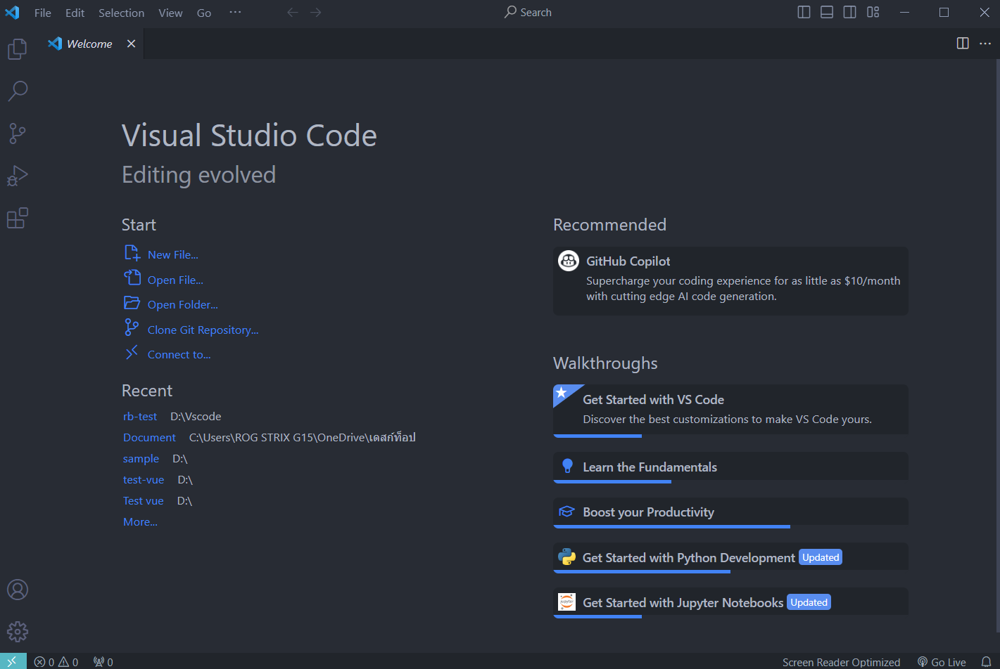 File Edit Selection View Go ··· Search
Welcome
Visual Studio Code
Editing evolved
Start
New File...
Open File...
Open Folder...
Clone Git Repository...
Connect to...
Recent
rb-test D:\Vscode
Document C:\Users\ROG STRIX G15\OneDrive\เดสก์ท็อป
sample D:\
test-vue D:\
Test vue D:\
More...
Recommended
GitHub Copilot
Supercharge your coding experience for as little as $10/month
with cutting edge AI code generation.
Walkthroughs
Get Started with VS Code
Discover the best customizations to make VS Code yours.
Learn the Fundamentals
Boost your Productivity
Get Started with Python Development Updated
jupyter
Get Started with Jupyter Notebooks Updated
0 0 0 Screen Reader Optimized Go Live